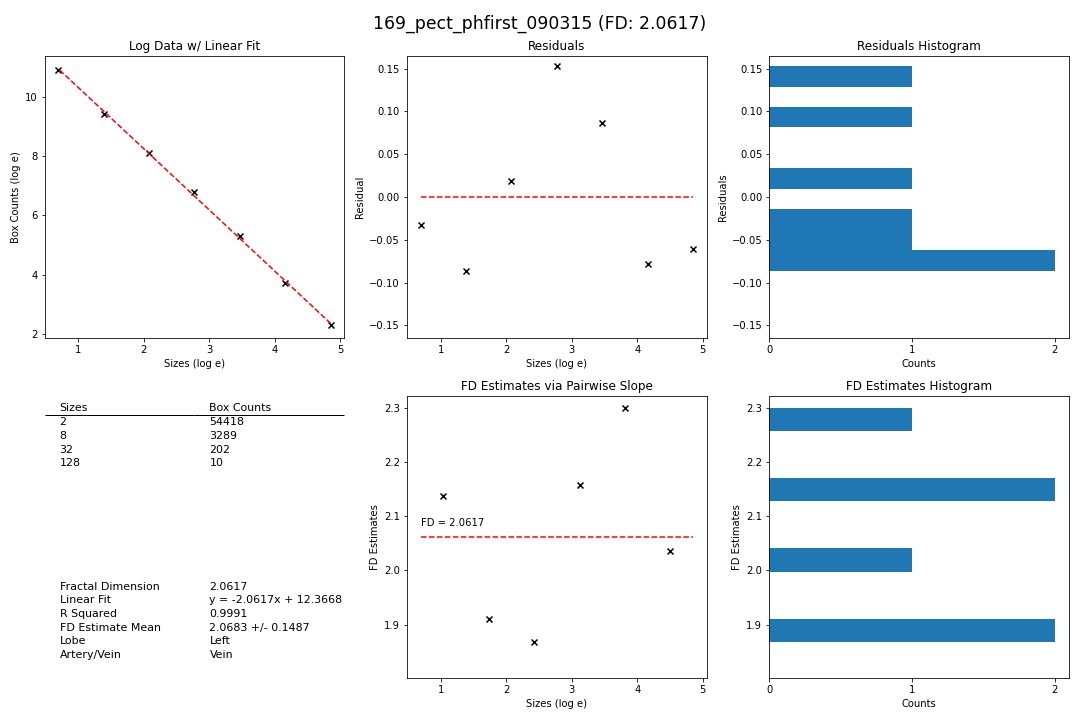 169_pect_phfirst_090315 (FD: 2.0617)
Log Data w/ Linear Fit
Box Counts (log e)
10
8
6
4
2
1 2 3 4 5
Sizes (log e)
Residuals
Residual
0.15
0.10
0.05
0.00
−0.05
−0.10
−0.15
1 2 3 4 5
Sizes (log e)
Residuals Histogram
Residuals
0.15
0.10
0.05
0.00
−0.05
−0.10
−0.15
0 1 2
Counts
Sizes Box Counts
2 54418
8 3289
32 202
128 10
Fractal Dimension 2.0617
Linear Fit y = -2.0617x + 12.3668
R Squared 0.9991
FD Estimate Mean 2.0683 +/- 0.1487
Lobe Left
Artery/Vein Vein
FD Estimates via Pairwise Slope
FD Estimates
2.3
2.2
2.1
2.0
1.9
FD = 2.0617
1 2 3 4 5
Sizes (log e)
FD Estimates Histogram
FD Estimates
2.3
2.2
2.1
2.0
1.9
0 1 2
Counts